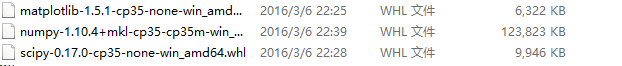 matplotlib-1.5.1-cp35-none-win_amd... 2016/3/6 22:25 WHL 文件 6,322 KB
numpy-1.10.4+mkl-cp35-cp35m-win_... 2016/3/6 22:39 WHL 文件 123,823 KB
scipy-0.17.0-cp35-none-win_amd64.whl 2016/3/6 22:28 WHL 文件 9,946 KB